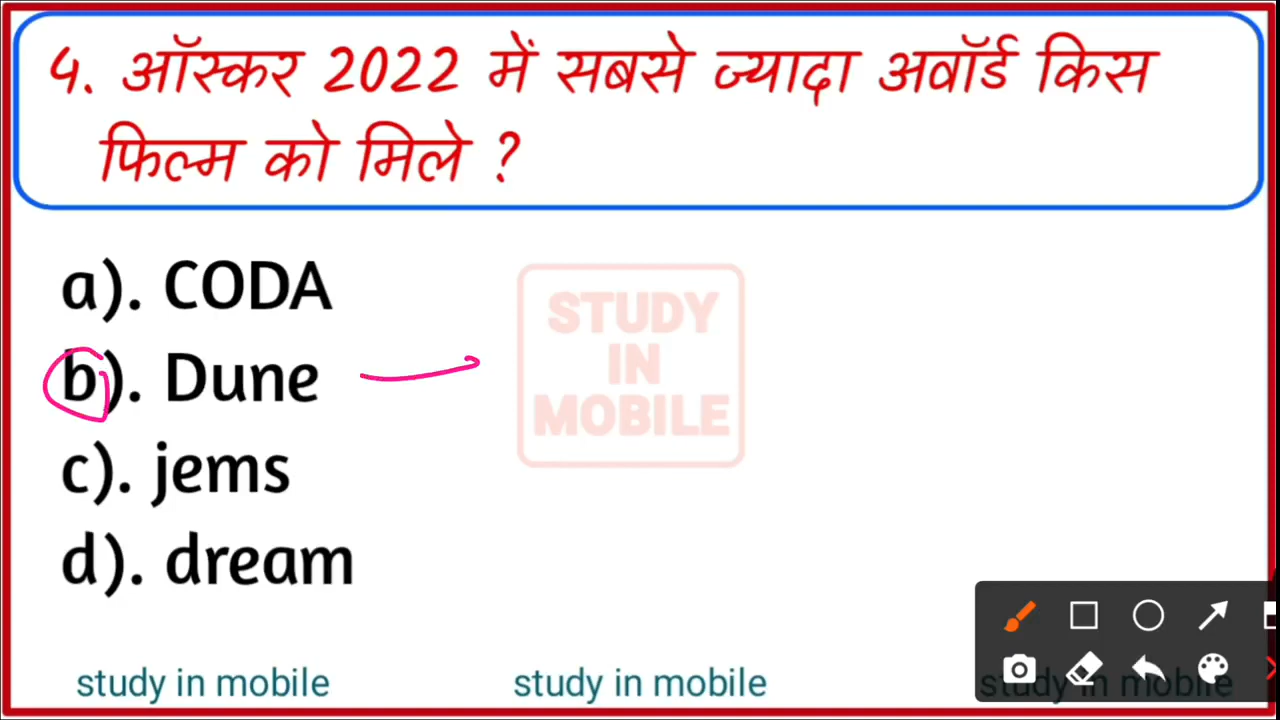 4. ऑस्कर 2022 में सबसे ज्यादा अवॉर्ड किस
फिल्म को मिले ?
a). CODA
b). Dune
c). jems
d). dream
STUDY
IN
MOBILE
study in mobile
study in mobile
study in mobile